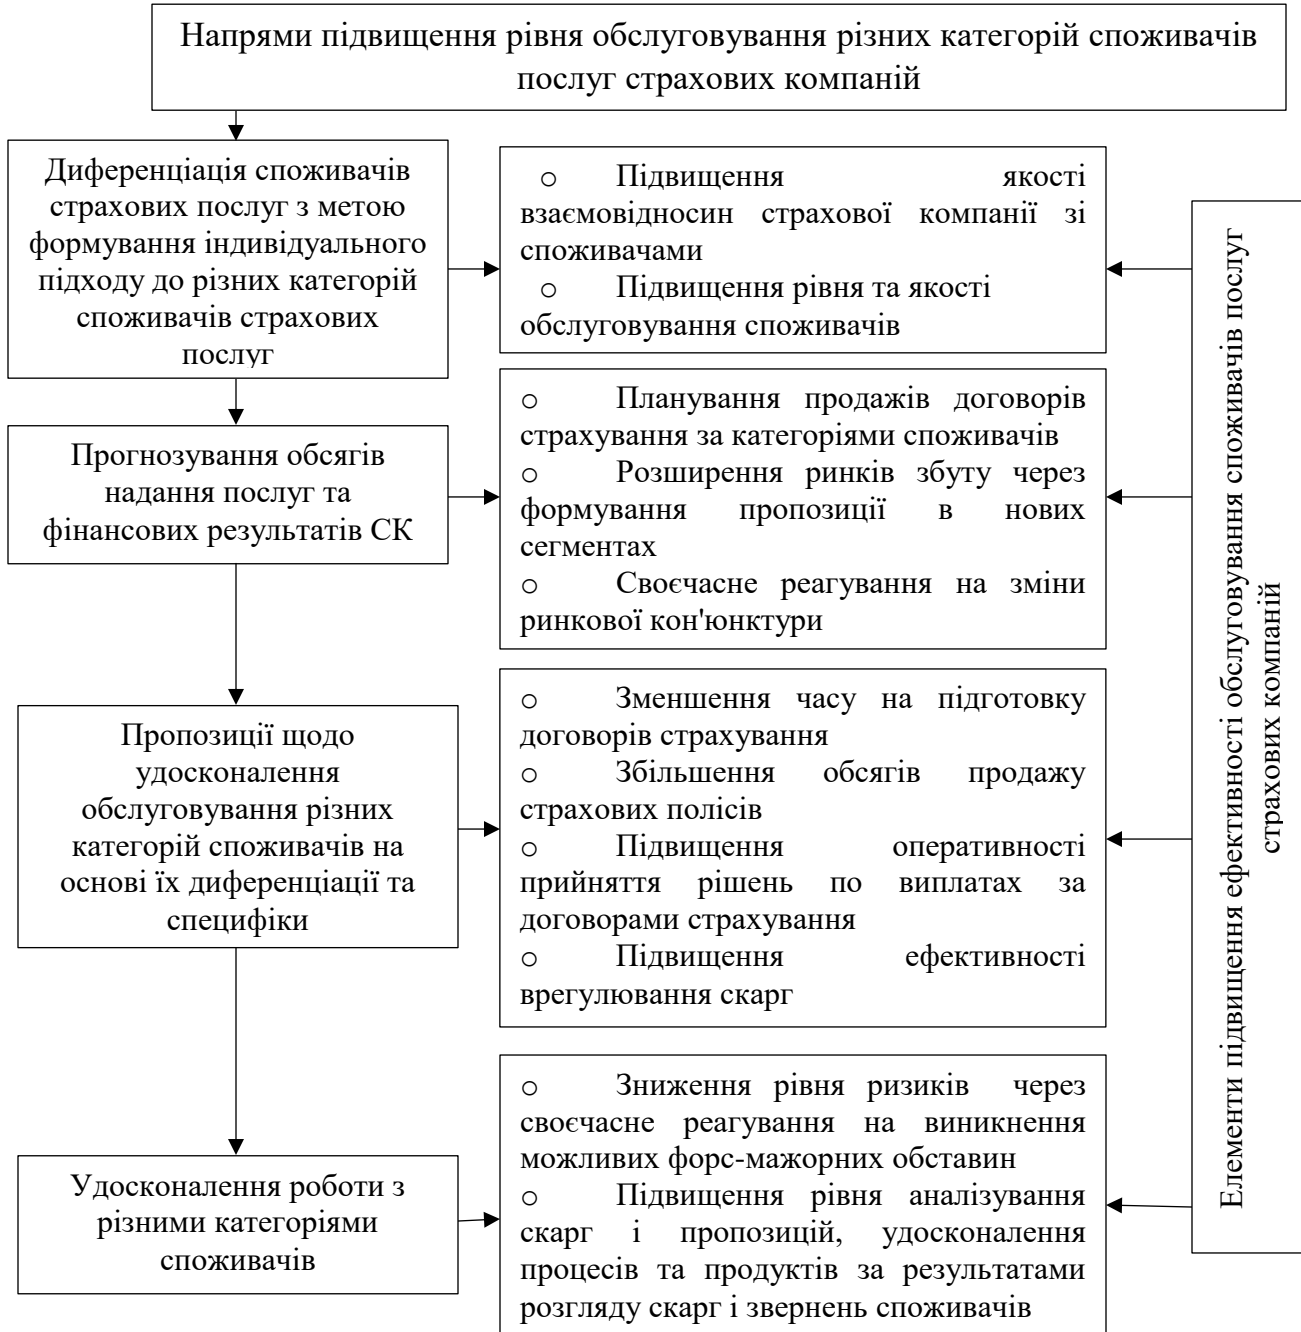 Напрями підвищення рівня обслуговування різних категорій споживачів
послуг страхових компаній
Диференціація споживачів
страхових послуг з метою
формування індивідуального
підходу до різних категорій
споживачів страхових
послуг
o Підвищення якості
взаємовідносин страхової компанії зі
споживачами
o Підвищення рівня та якості
обслуговування споживачів
Прогнозування обсягів
надання послуг та
фінансових результатів СК
o Планування продажів договорів
страхування за категоріями споживачів
o Розширення ринків збуту через
формування пропозиції в нових
сегментах
o Своєчасне реагування на зміни
ринкової кон'юнктури
Пропозиції щодо
удосконалення
обслуговування різних
категорій споживачів на
основі їх диференціації та
специфіки
o Зменшення часу на підготовку
договорів страхування
o Збільшення обсягів продажу
страхових полісів
o Підвищення оперативності
прийняття рішень по виплатах за
договорами страхування
o Підвищення ефективності
врегулювання скарг
Удосконалення роботи з
різними категоріями
споживачів
o Зниження рівня ризиків через
своєчасне реагування на виникнення
можливих форс-мажорних обставин
o Підвищення рівня аналізування
скарг і пропозицій, удосконалення
процесів та продуктів за результатами
розгляду скарг і звернень споживачів
Елементи підвищення ефективності обслуговування споживачів послуг
страхових компаній